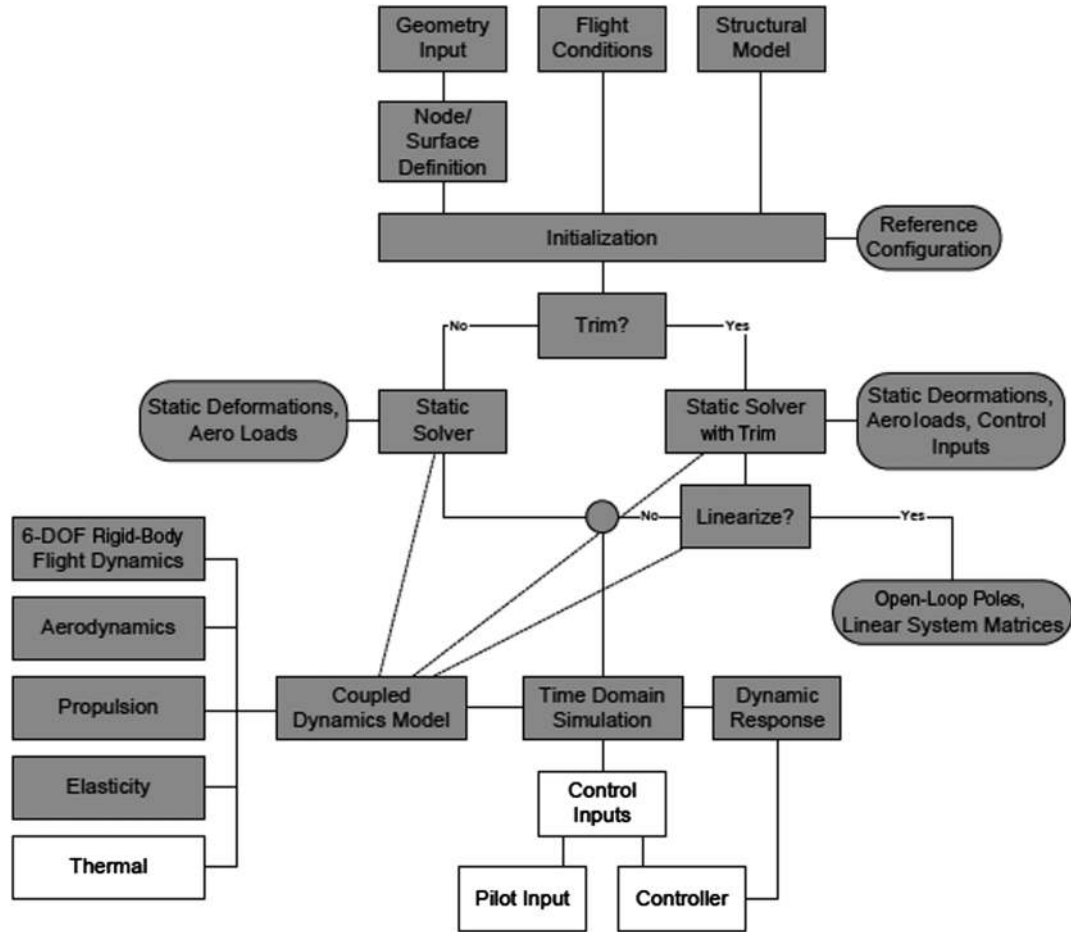 Geometry
Input
Flight
Conditions
Structural
Model
Node/
Surface
Definition
Initialization
Reference
Configuration
Trim?
No
Yes
Static Deformations,
Aero Loads
Static
Solver
Static Solver
with Trim
Static Deormations,
Aeroloads, Control
Inputs
No
Linearize?
Yes
6-DOF Rigid-Body
Flight Dynamics
Aerodynamics
Propulsion
Elasticity
Thermal
Open-Loop Poles,
Linear System Matrices
Coupled
Dynamics Model
Time Domain
Simulation
Dynamic
Response
Control
Inputs
Pilot Input
Controller